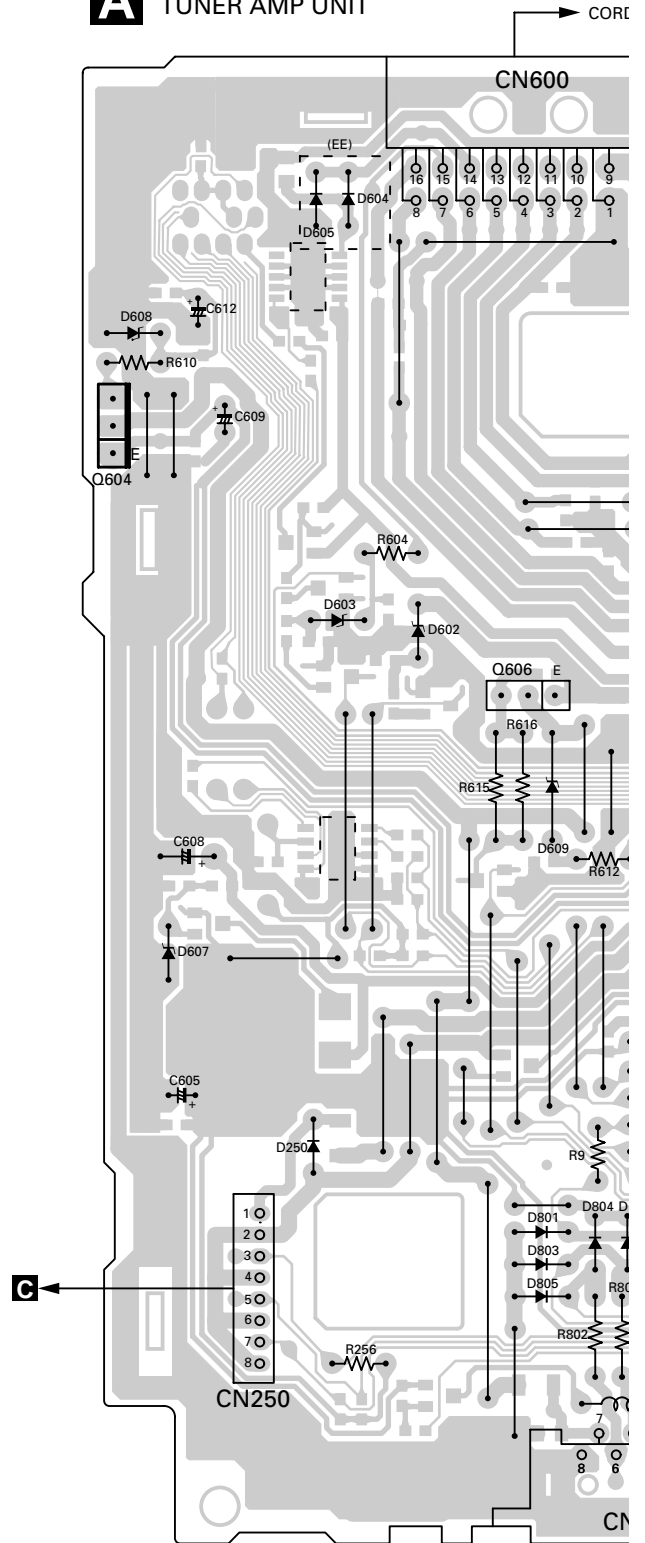 A TUNER AMP UNIT
CORD
CN600
(EE)
16 15 14 13 12 11 10 9
8 7 6 5 4 3 2 1
D604
D605
D608
+
C612
R610
+
C609
E
Q604
R604
D603
D602
Q606 E
R616
R615
D609
R612
C608
+
D607
C605
+
D250
R9
1
2
3
4
5
6
7
8
C
CN250
D801
D804 D
D803
D805
R80
R802
R256
7
8 6
CN